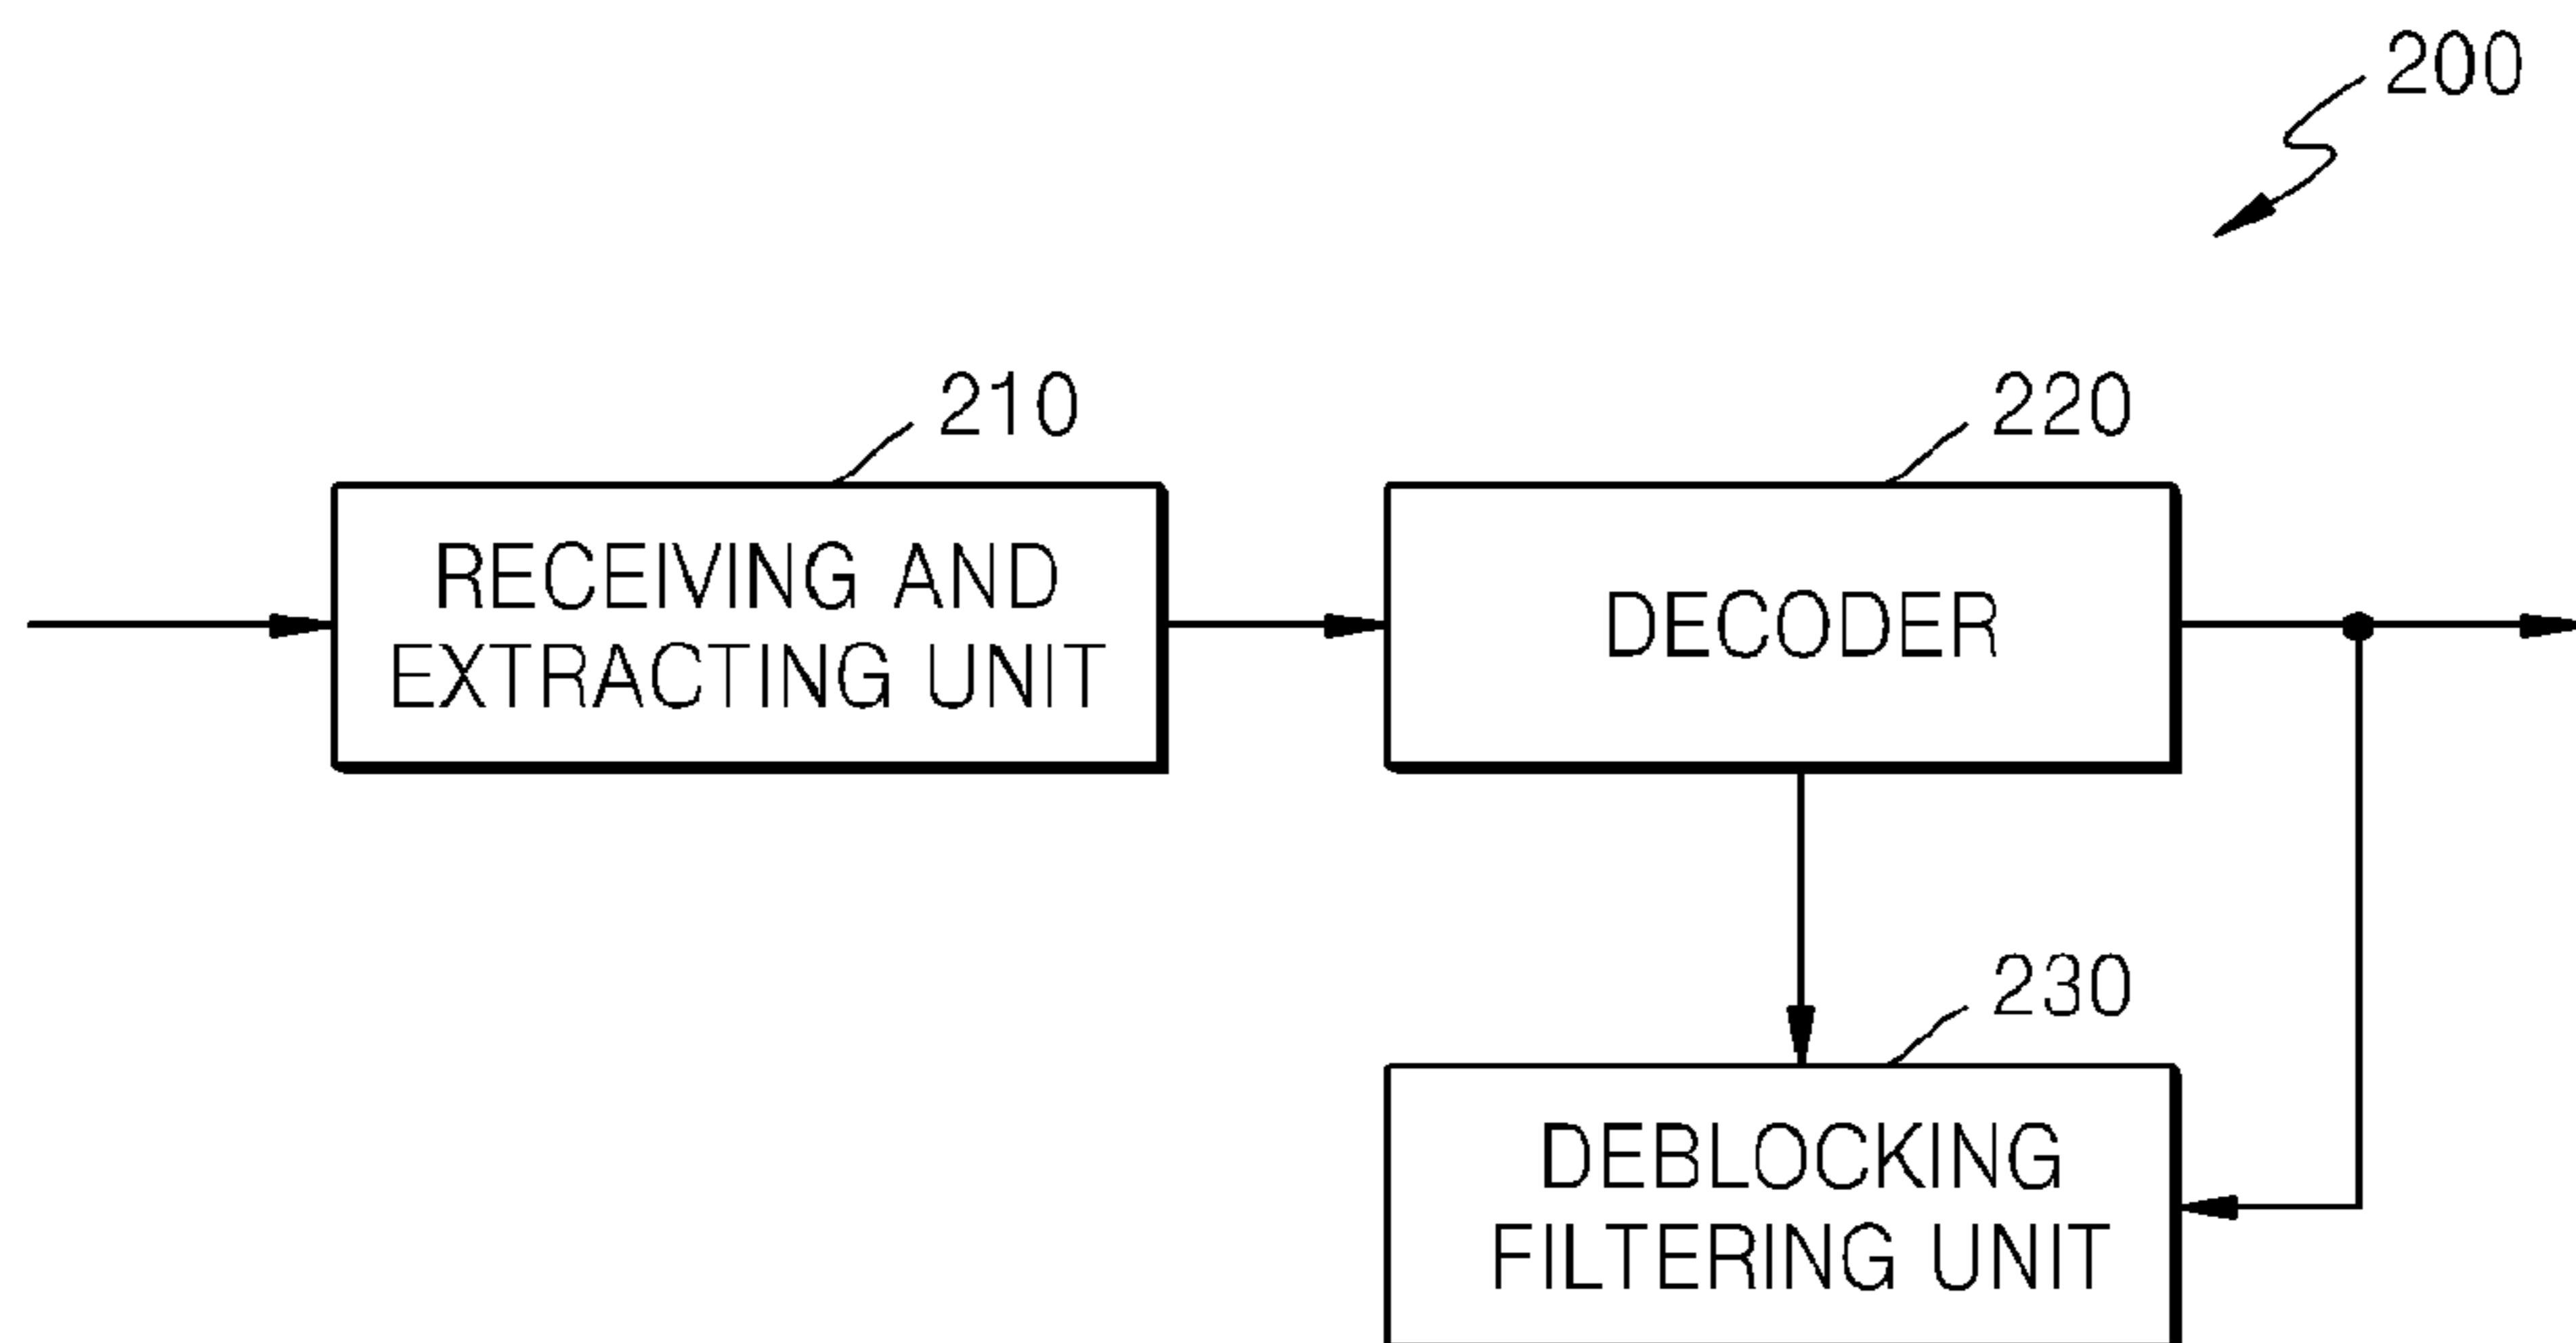 200
210
220
RECEIVING AND
EXTRACTING UNIT
DECODER
230
DEBLOCKING
FILTERING UNIT